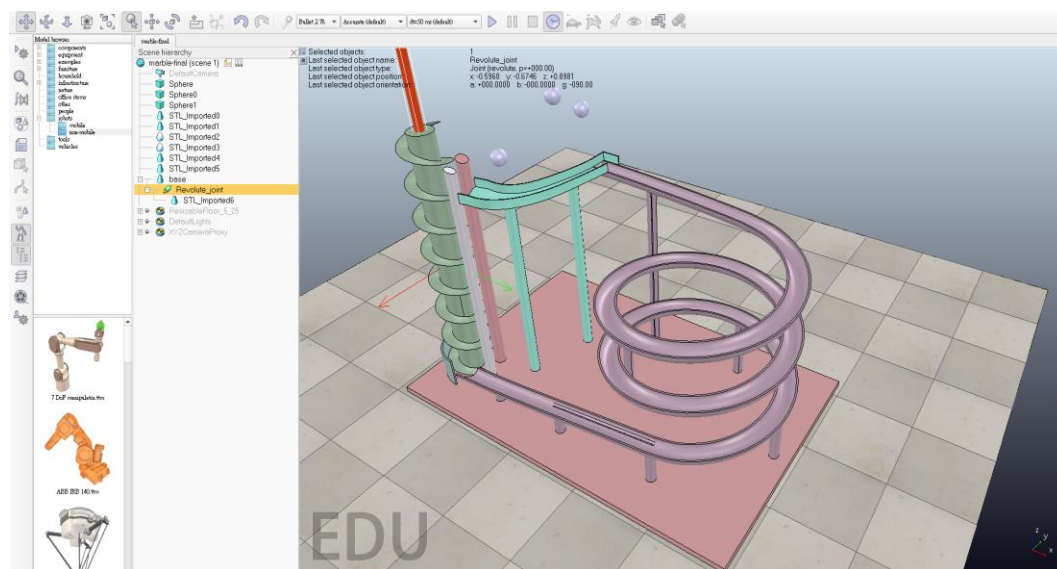 Bullet 2.78
Accurate (default)
dt=50 ms (default)
Model browser
components
equipment
examples
furniture
household
infrastructure
nature
office items
other
people
robots
mobile
non-mobile
tools
vehicles
7 DoF manipulator.ttm
ABB IRB 140.ttm
marble-final
Scene hierarchy
marble-final (scene 1)
DefaultCamera
Sphere
Sphere0
Sphere1
STL_Imported0
STL_Imported1
STL_Imported2
STL_Imported3
STL_Imported4
STL_Imported5
base
Revolute_joint
STL_Imported6
ResizableFloor_5_25
DefaultLights
XYZCameraProxy
Selected objects: 1
Last selected object name: Revolute_joint
Last selected object type: Joint (revolute, p=+000.00)
Last selected object position: x: -0.5968 y: -0.6746 z: +0.8981
Last selected object orientation: a: +000.0000 b: -000.0000 g: -090.00
EDU
z
y
x